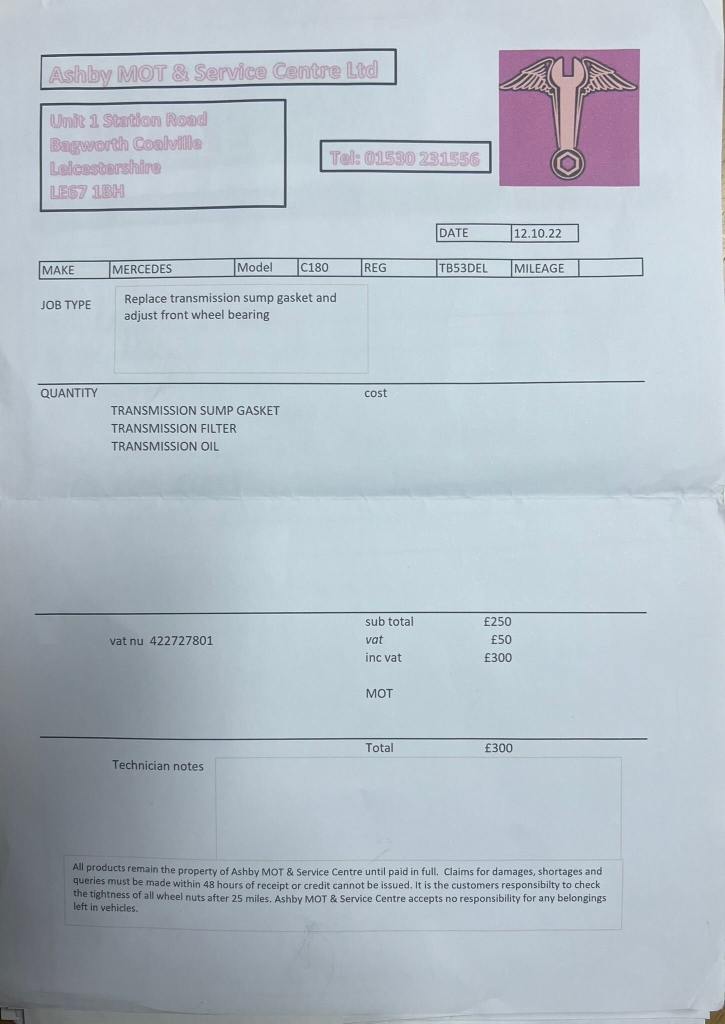 Ashby MOT & Service Centre Ltd
Unit 1 Station Road
Bagworth Coalville
Leicestershire
LE67 1BH
Tel: 01530 231556
DATE 12.10.22
MAKE MERCEDES Model C180 REG TB53DEL MILEAGE
JOB TYPE
Replace transmission sump gasket and
adjust front wheel bearing
QUANTITY cost
TRANSMISSION SUMP GASKET
TRANSMISSION FILTER
TRANSMISSION OIL
sub total £250
vat nu 422727801 vat £50
inc vat £300
MOT
Total £300
Technician notes
All products remain the property of Ashby MOT & Service Centre until paid in full. Claims for damages, shortages and
queries must be made within 48 hours of receipt or credit cannot be issued. It is the customers responsibilty to check
the tightness of all wheel nuts after 25 miles. Ashby MOT & Service Centre accepts no responsibility for any belongings
left in vehicles.